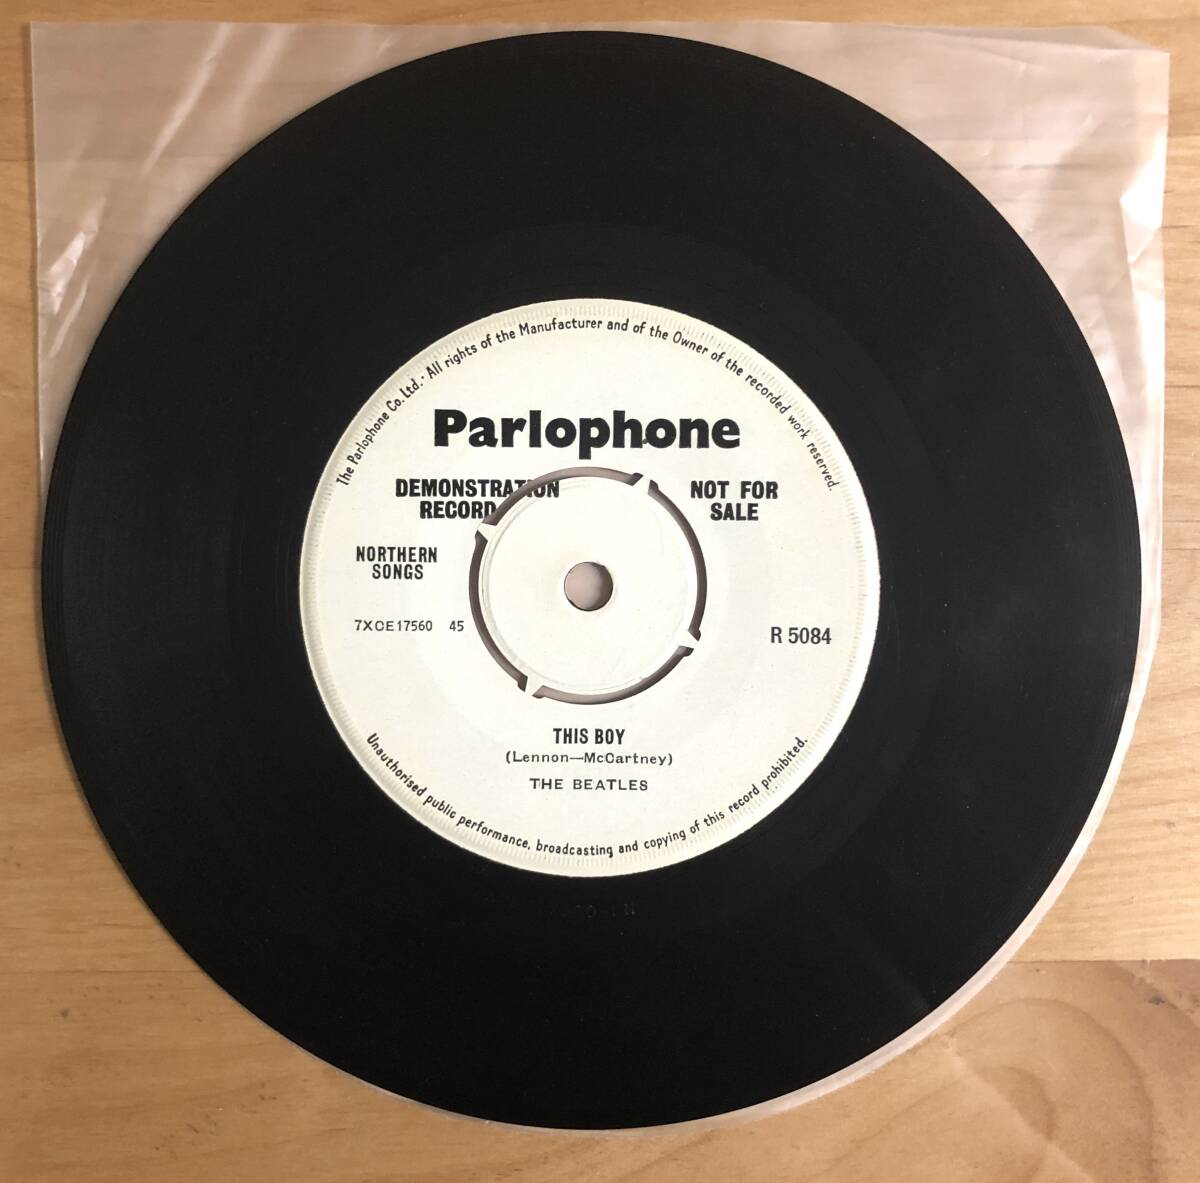 The Parlophone Co. Ltd.· All rights of the Manufacturer and of the Owner of the recorded work reserved.
Parlophone
DEMONSTRATION
RECORD
NOT FOR
SALE
NORTHERN
SONGS
7XCE17560 45
R 5084
THIS BOY
(Lennon—McCartney)
THE BEATLES
Unauthorised public performance, broadcasting and copying of this record prohibited.